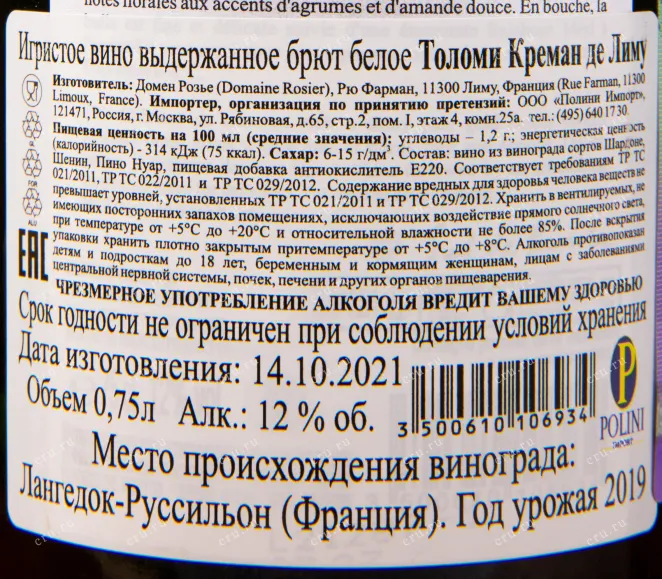 notes florales aux accents d'agrumes et d'amande douce. En bouche, la
Игристое вино выдержанное брют белое Толоми Креман де Лиму
Изготовитель: Домен Розье (Domaine Rosier), Рю Фарман, 11300 Лиму, Франция (Rue Farman, 11300
Limoux, France). Импортер, организация по принятию претензий: ООО «Полини Импорт»,
121471, Россия, г. Москва, ул. Рябиновая, д.65, стр.2, пом. I, этаж 4, комн.25а. тел.: (495) 640 17 30
Пищевая ценность на 100 мл (средние значения); углеводы – 1,2 г.; энергетическая ценность
(калорийность) - 314 кДж (75 ккал). Сахар: 6-15 г/дм³. Состав: вино из винограда сортов Шардоне,
Шенин, Пино Нуар, пищевая добавка антиокислитель E220. Соответствует требованиям ТР ТС
021/2011, ТР ТС 022/2011 и ТР ТС 029/2012. Содержание вредных для здоровья человека веществ не
превышает уровней, установленных ТР ТС 021/2011 и ТР ТС 029/2012. Хранить в вентилируемых, не
имеющих посторонних запахов помещениях, исключающих воздействие прямого солнечного света,
при температуре от +5°C до +20°C и относительной влажности не более 85%. После вскрытия
упаковки хранить плотно закрытым притемпературе от +5°C до +8°C. Алкоголь противопоказан
детям и подросткам до 18 лет, беременным и кормящим женщинам, лицам с заболеваниями
центральной нервной системы, почек, печени и других органов пищеварения.
EAC
ЧРЕЗМЕРНОЕ УПОТРЕБЛЕНИЕ АЛКОГОЛЯ ВРЕДИТ ВАШЕМУ ЗДОРОВЬЮ
Срок годности не ограничен при соблюдении условий хранения
Дата изготовления: 14.10.2021
Объем 0,75л Алк.: 12 % об.
3 500610 106934
P
POLINI
IMPORT
Место происхождения винограда:
Лангедок-Руссильон (Франция). Год урожая 2019
cru.ru